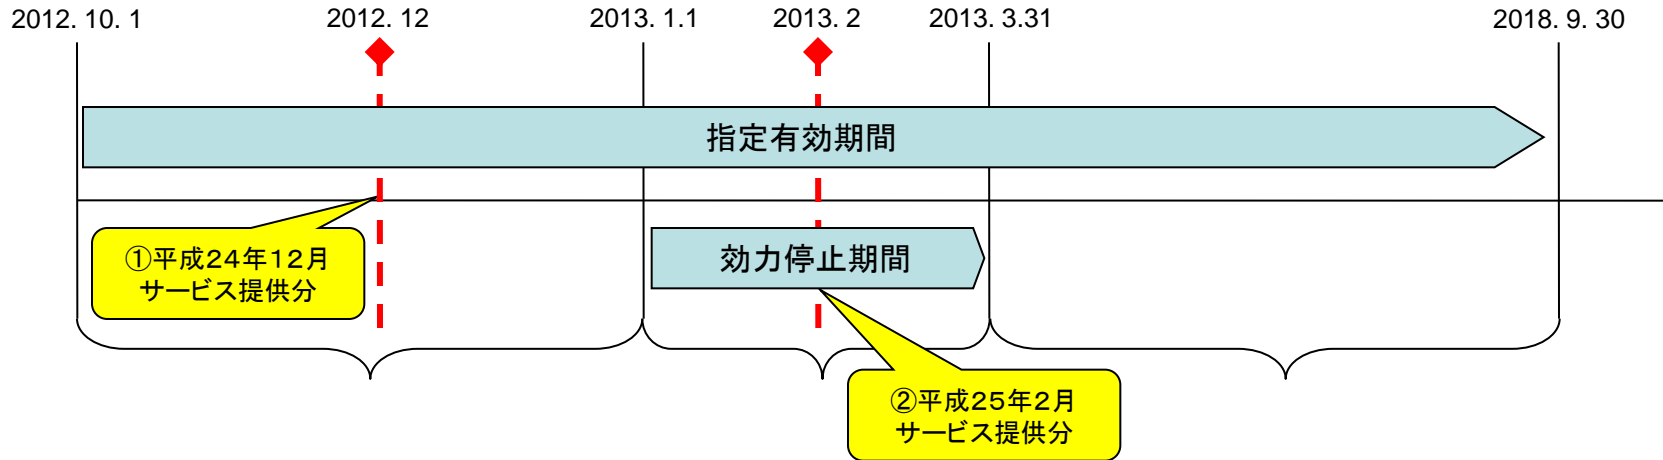 2012. 10. 1
2012. 12
2013. 1.1
2013. 2
2013. 3.31
2018. 9. 30
指定有効期間
①平成24年12月
サービス提供分
効力停止期間
②平成25年2月
サービス提供分